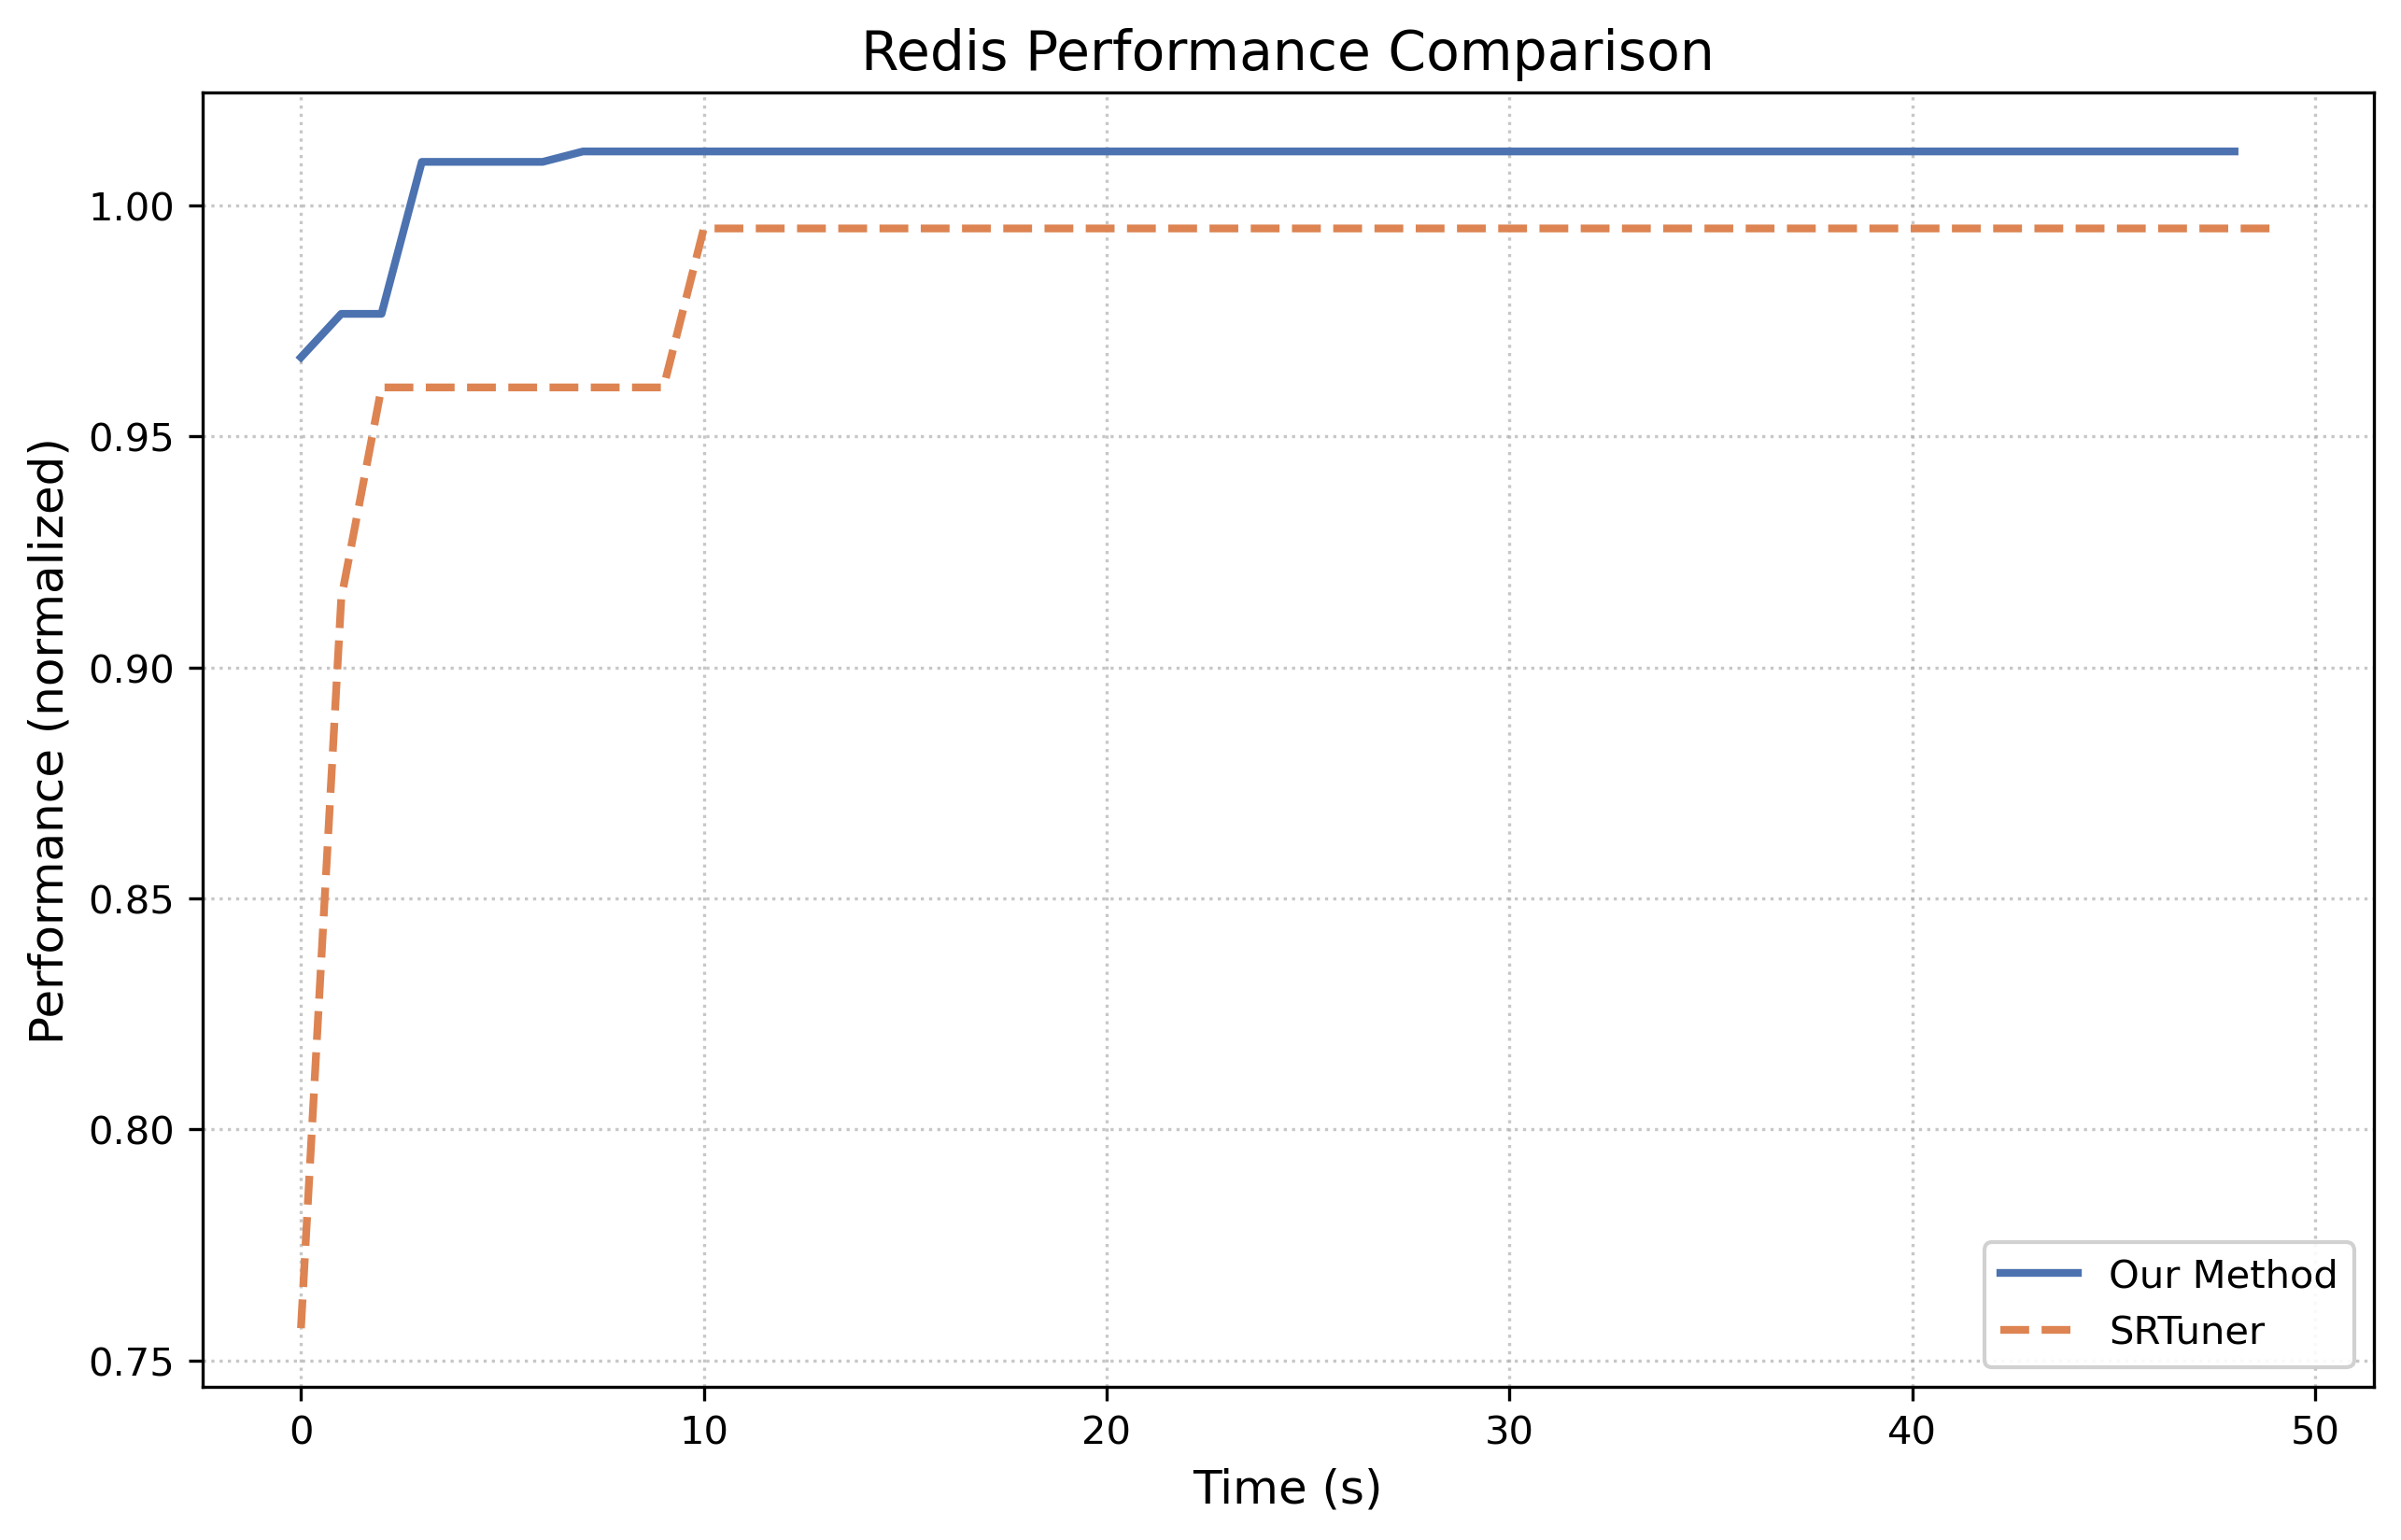 Redis Performance Comparison
Performance (normalized)
1.00
0.95
0.90
0.85
0.80
0.75
Our Method
SRTuner
0 10 20 30 40 50
Time (s)